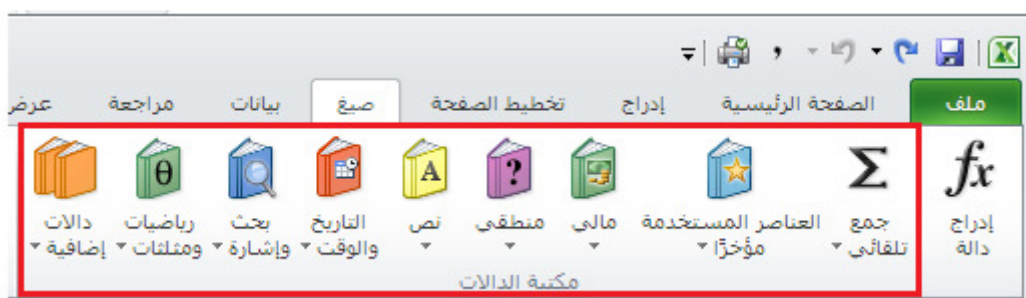 ملف الصفحة الرئيسية إدراج تخطيط الصفحة صيغ بيانات مراجعة عرض
إدراج دالة
جمع تلقائي
العناصر المستخدمة مؤخرًا
مالي
منطقي
نص
التاريخ والوقت
بحث وإشارة
رياضيات ومثلثات
دالات إضافية
مكتبة الدالات